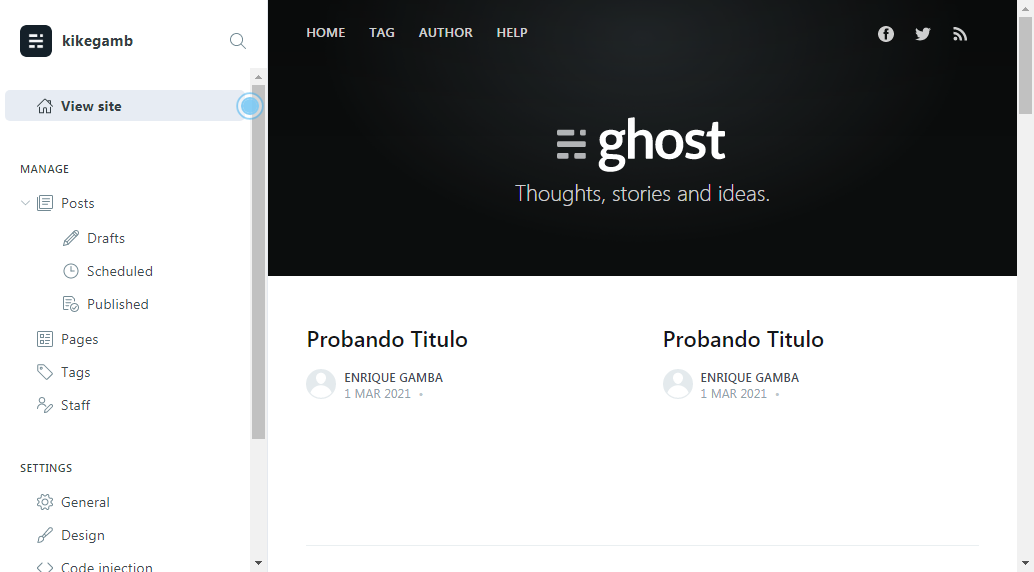 kikegamb
View site
MANAGE
Posts
Drafts
Scheduled
Published
Pages
Tags
Staff
SETTINGS
General
Design
Code injection
HOME TAG AUTHOR HELP
ghost
Thoughts, stories and ideas.
Probando Titulo
ENRIQUE GAMBA
1 MAR 2021 •
Probando Titulo
ENRIQUE GAMBA
1 MAR 2021 •